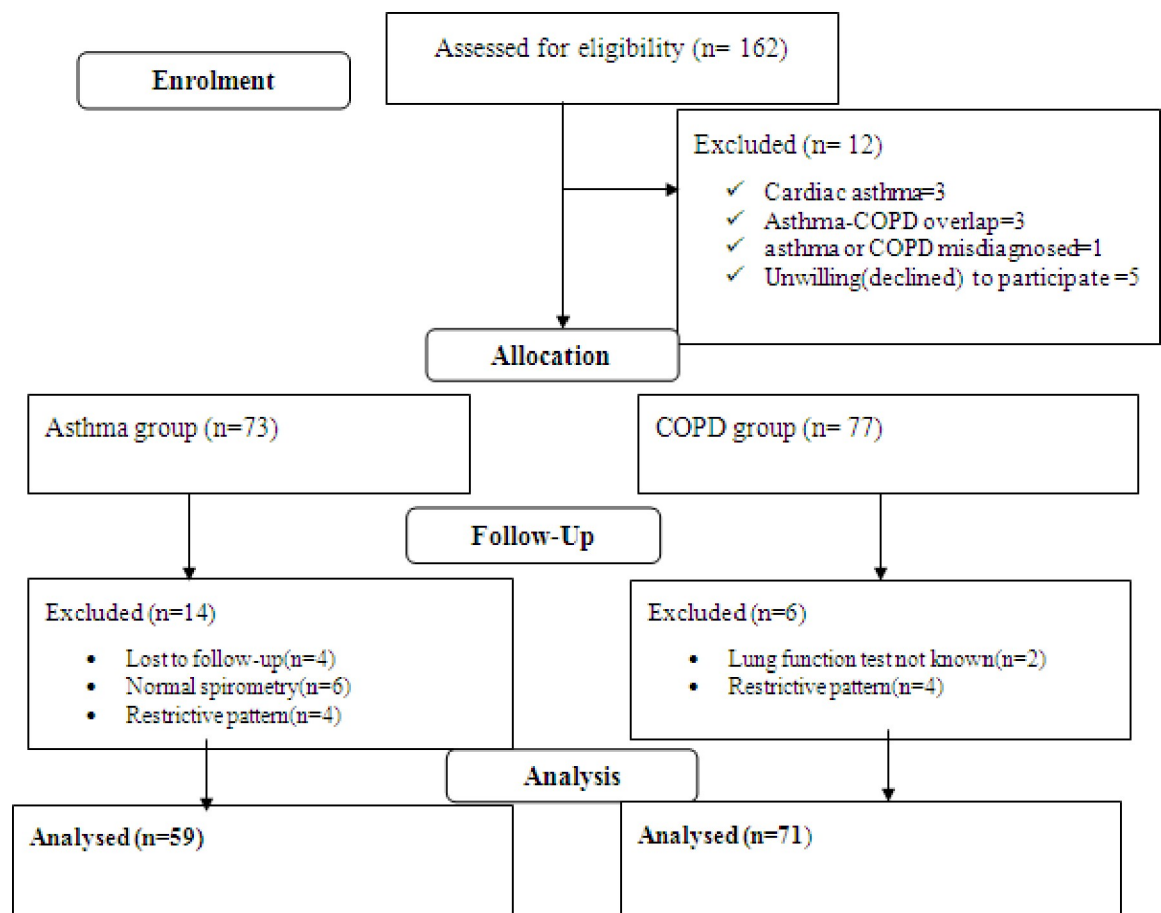 Assessed for eligibility (n= 162)
Enrolment
Excluded (n= 12)
✓ Cardiac asthma=3
✓ Asthma-COPD overlap=3
✓ asthma or COPD misdiagnosed=1
✓ Unwilling(declined) to participate =5
Allocation
Asthma group (n=73)
COPD group (n= 77)
Follow-Up
Excluded (n=14)
• Lost to follow-up(n=4)
• Normal spirometry(n=6)
• Restrictive pattern(n=4)
Excluded (n=6)
• Lung function test not known(n=2)
• Restrictive pattern(n=4)
Analysis
Analysed (n=59)
Analysed (n=71)